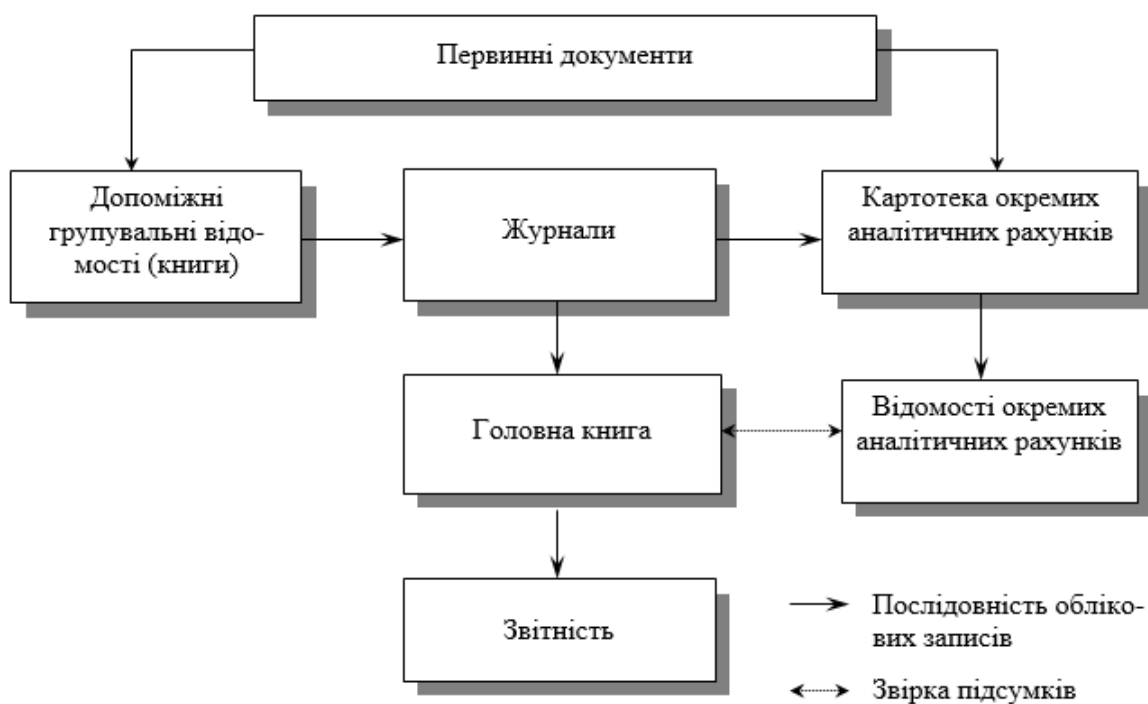 Первинні документи
Допоміжні
групувальні відо-
мості (книги)
Журнали
Картотека окремих
аналітичних рахунків
Головна книга
Відомості окремих
аналітичних рахунків
Звітність
Послідовність обліко-
вих записів
Звірка підсумків